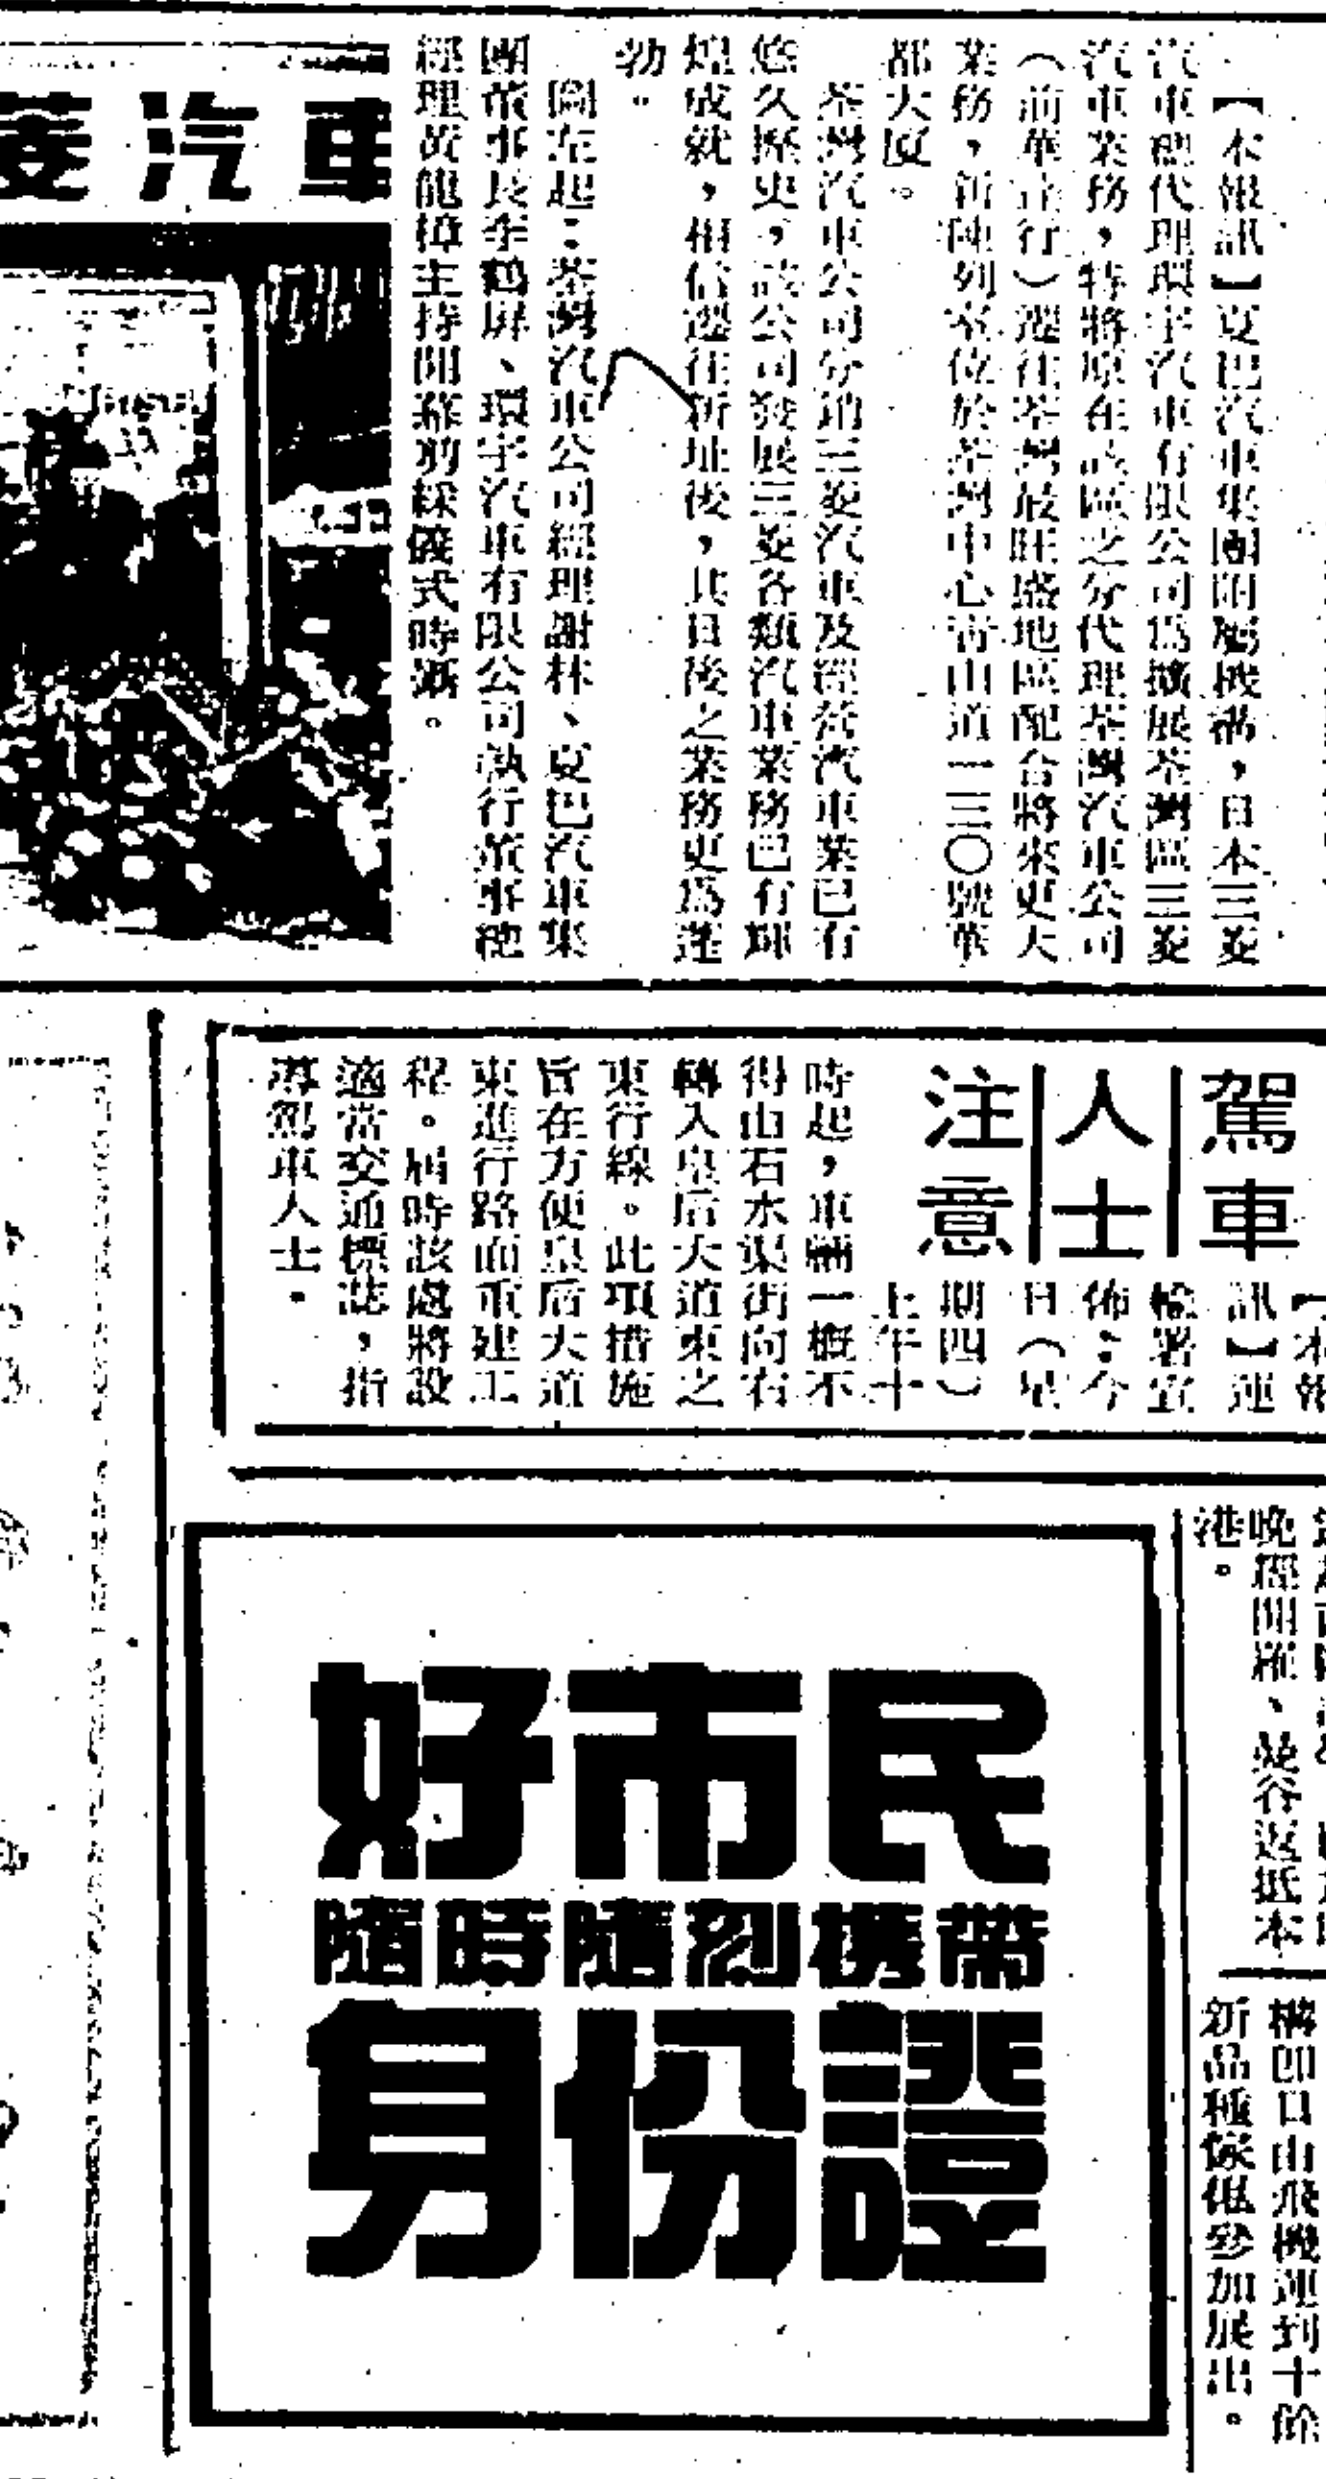 【本報訊】夏巴汽車集團附屬機構，日本三菱
汽車總代理環宇汽車有限公司為擴展荃灣區三菱
汽車業務，特將原在該區之分代理荃灣汽車公司
（前華達行）遷往荃灣最旺盛地區配合將來更大
業務，新陳列室位於荃灣中心青山道一三〇號華
都大廈。
荃灣汽車公司分銷三菱汽車及經營汽車業已有
悠久歷史，該公司發展三菱各類汽車業務已有輝
煌成就，相信遷往新址後，其日後之業務更為蓬
勃。
圖左起：荃灣汽車公司經理謝林、夏巴汽車集
團董事長李鶴屏、環宇汽車有限公司執行董事總
經理黃龍樟主持開幕剪綵儀式時攝。
菱汽車
駕車
人士
注意
【本報
訊】運
輸署宣
佈：今
日（星
期四）
上午十
時起，車輛一概不
得由石水渠街向右
轉入皇后大道東之
東行線。此項措施
旨在方便皇后大道
東進行路面重建工
程。屆時該處將設
適當交通標誌，指
導駕車人士。
晚經開羅、曼谷返抵本
港。
構即日由飛機運到十餘
新品種傢俬參加展出。
好市民
隨時隨列携帶
身份證